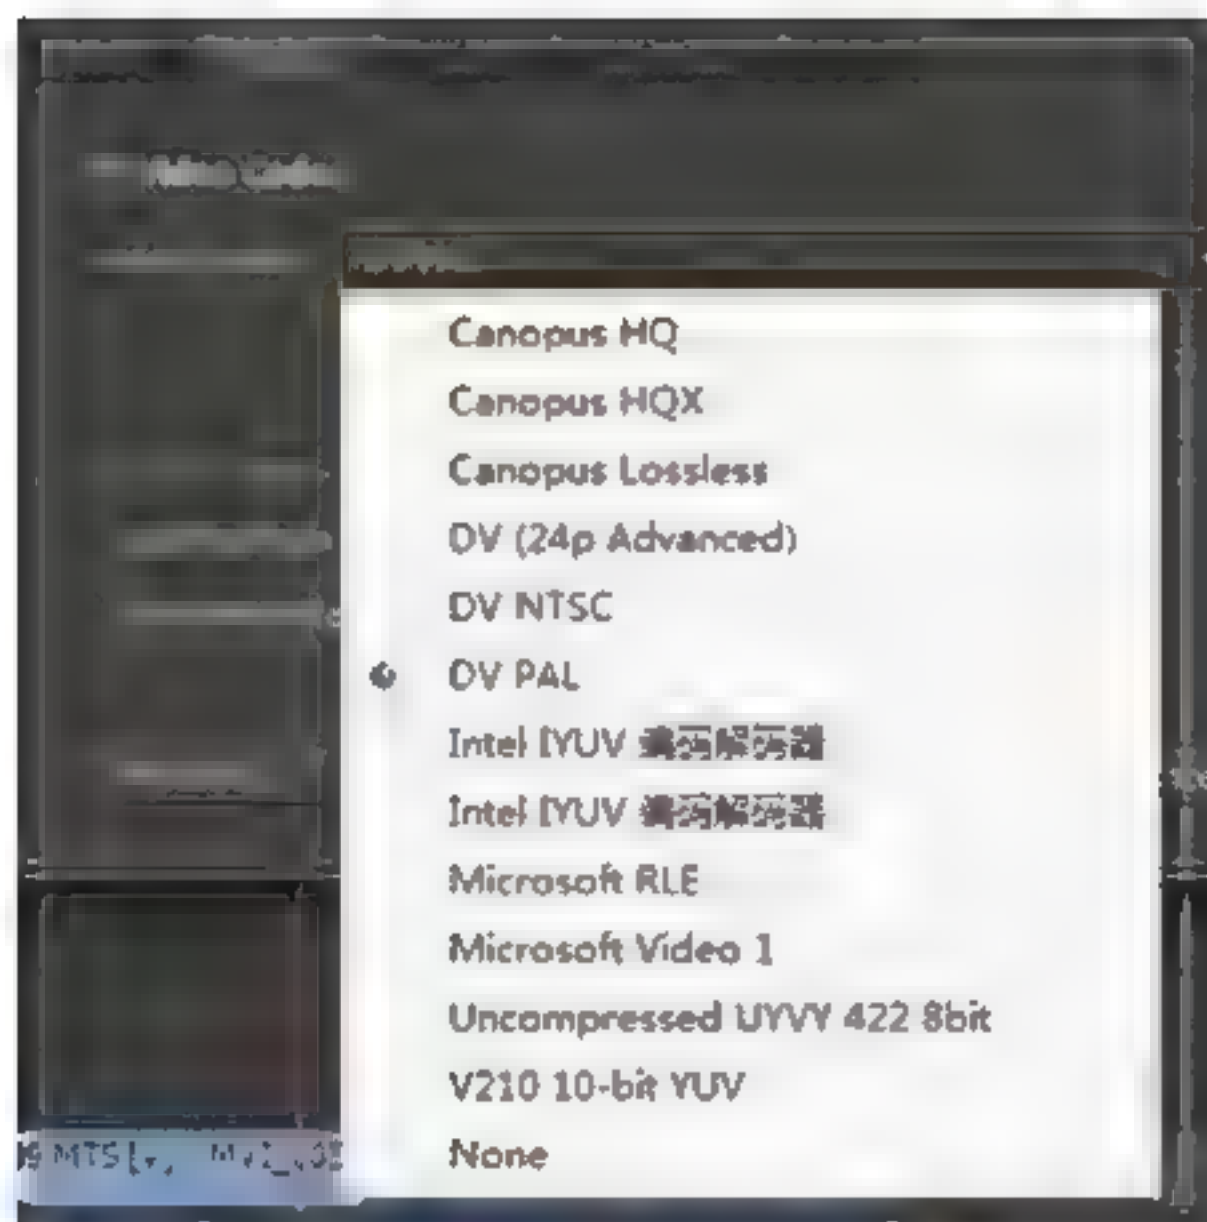 Canopus HQ
Canopus HQX
Canopus Lossless
DV (24p Advanced)
DV NTSC
DV PAL
Intel IYUV 编码解码器
Intel IYUV 编码解码器
Microsoft RLE
Microsoft Video 1
Uncompressed UYVY 422 8bit
V210 10-bit YUV
None
MTS